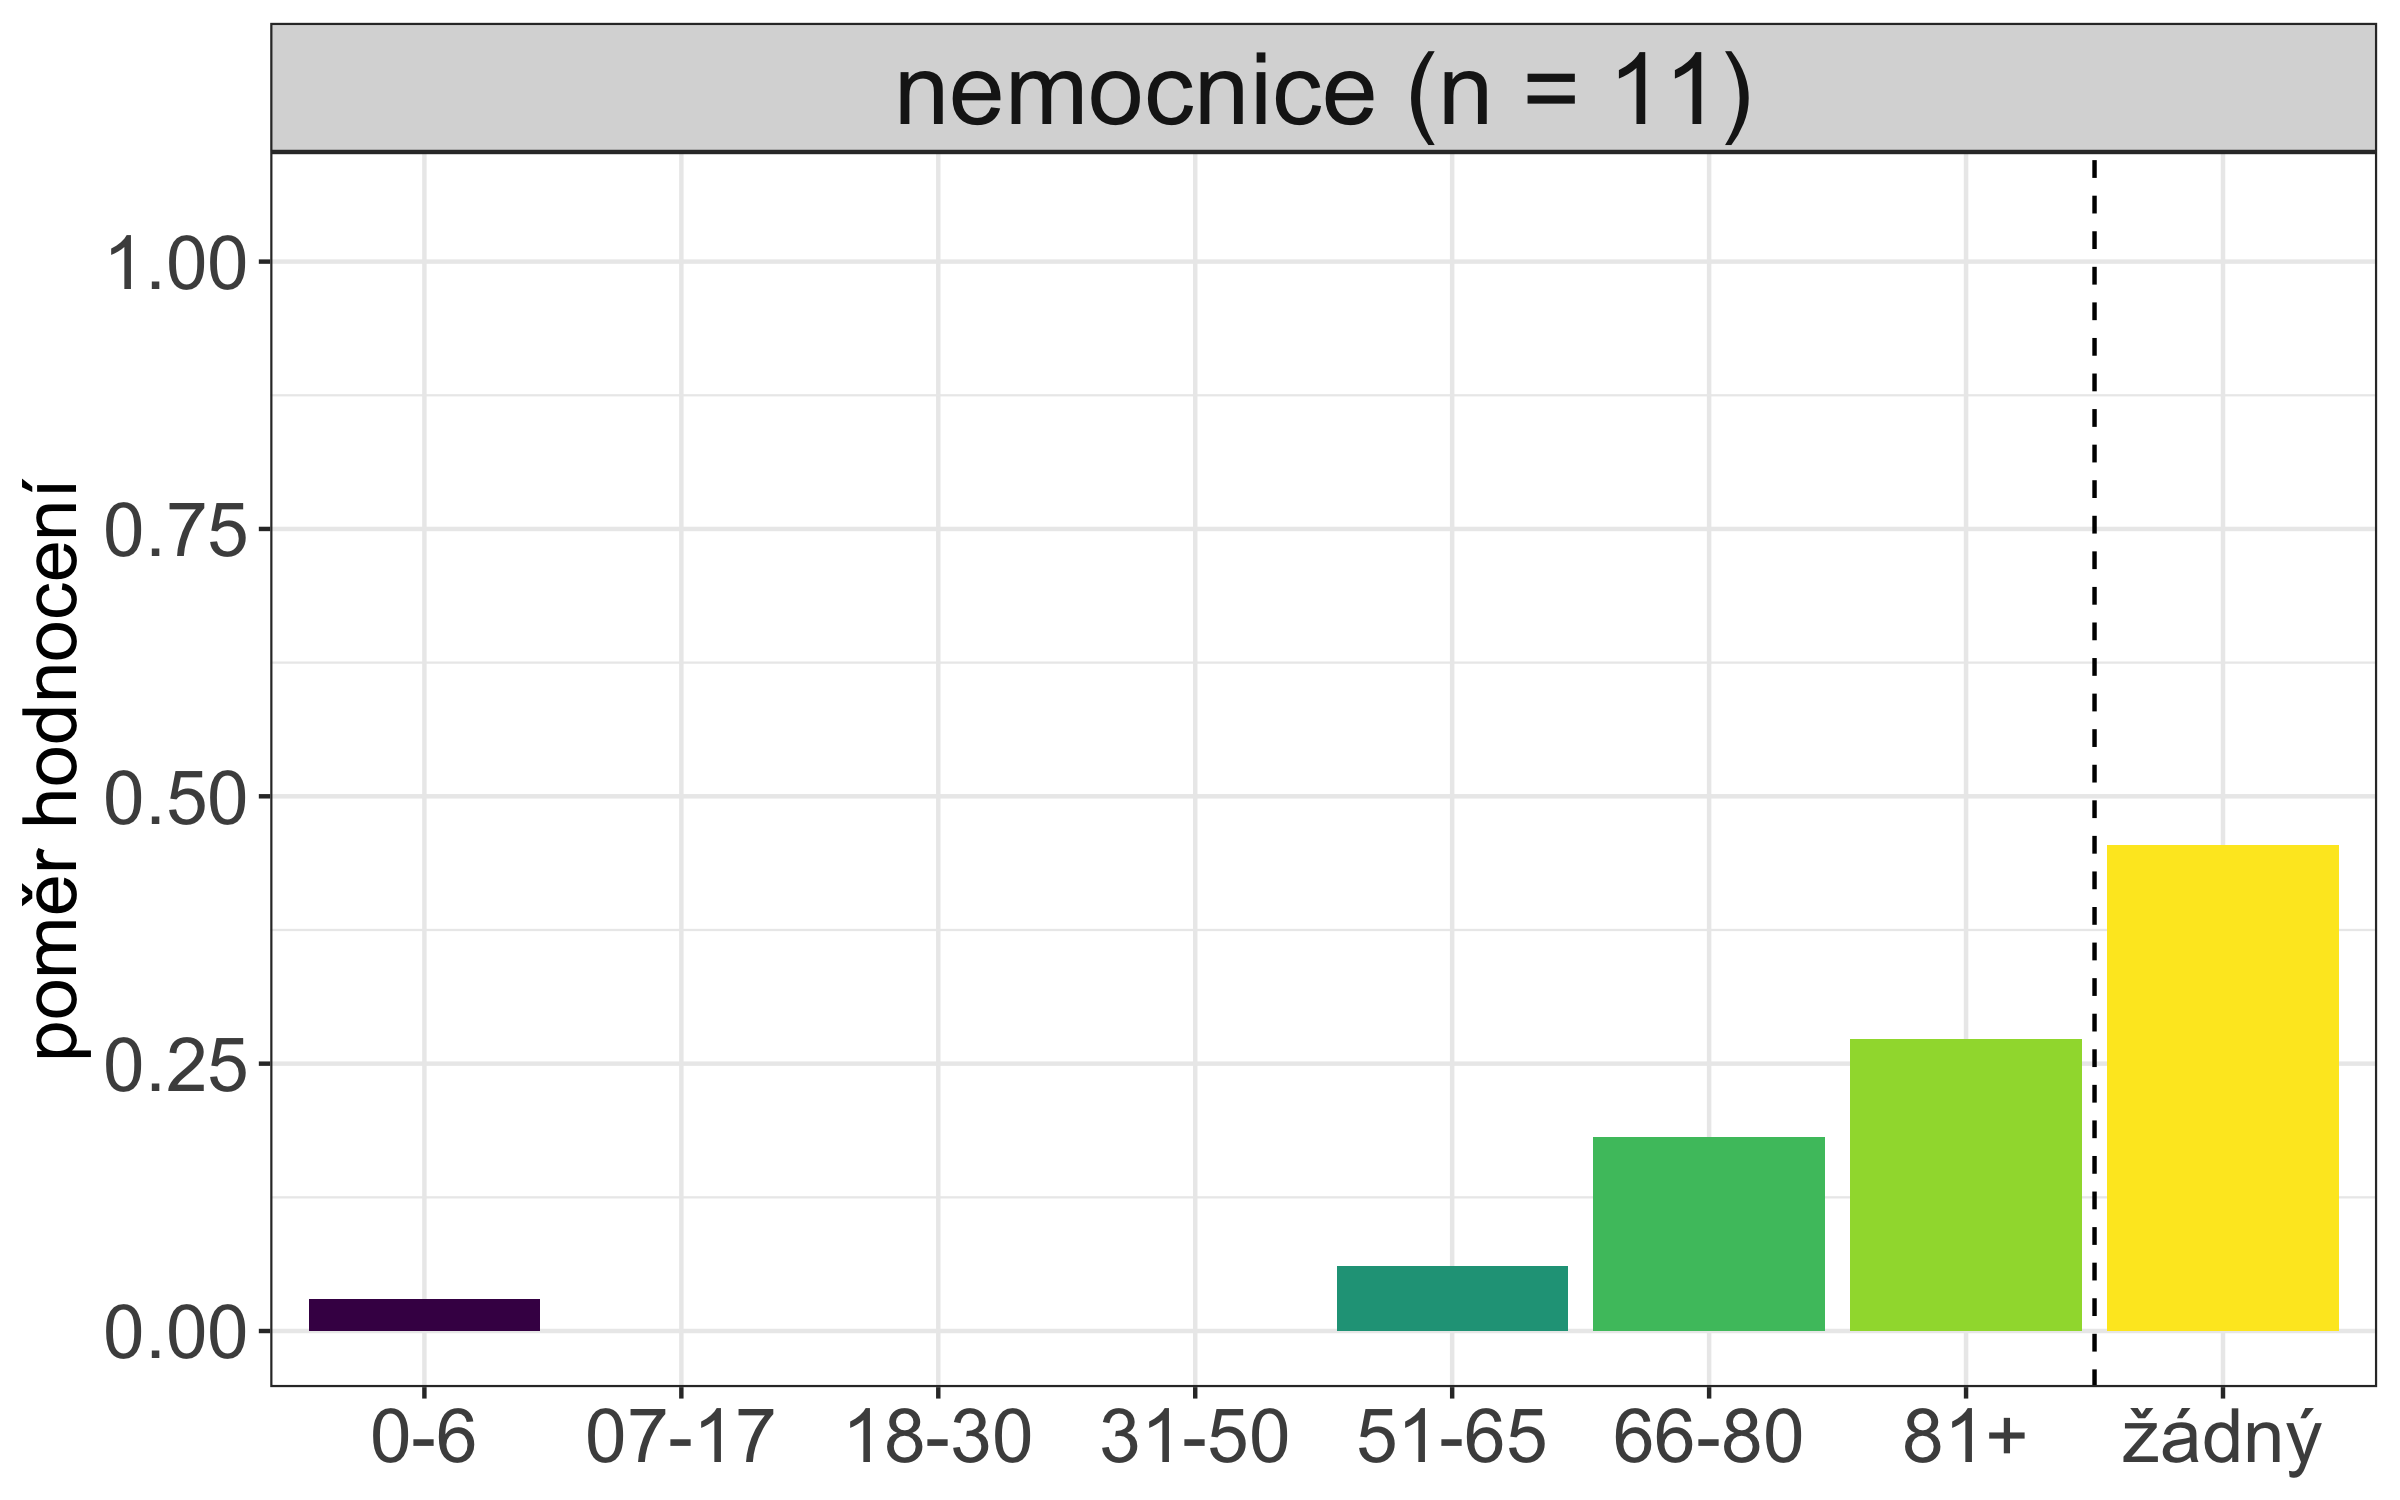 nemocnice (n = 11)
poměr hodnocení
1.00
0.75
0.50
0.25
0.00
0-6 07-17 18-30 31-50 51-65 66-80 81+ žádný